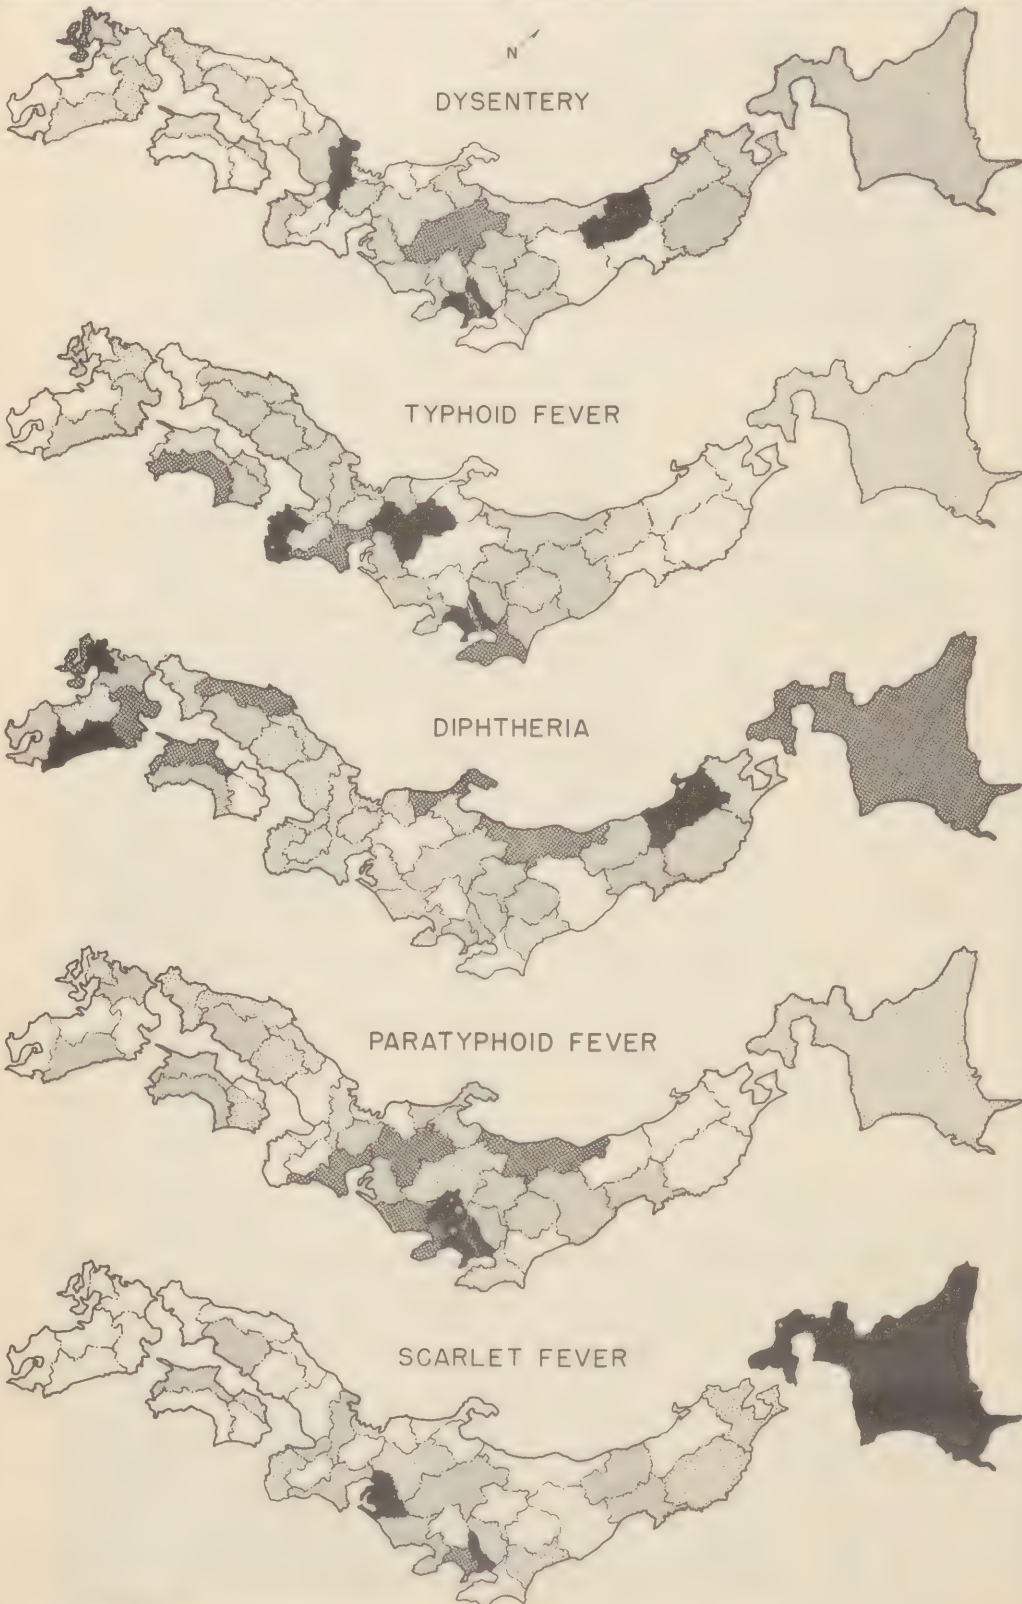 N
DYSENTERY
TYPHOID FEVER
DIPHTHERIA
PARATYPHOID FEVER
SCARLET FEVER